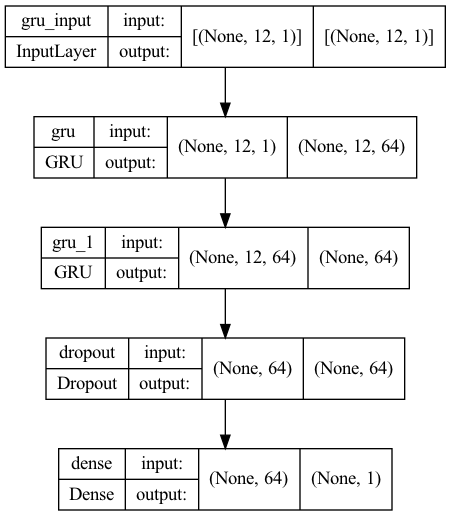 gru_input input: [(None, 12, 1)] [(None, 12, 1)]
InputLayer output:
gru input: (None, 12, 1) (None, 12, 64)
GRU output:
gru_1 input: (None, 12, 64) (None, 64)
GRU output:
dropout input: (None, 64) (None, 64)
Dropout output:
dense input: (None, 64) (None, 1)
Dense output: